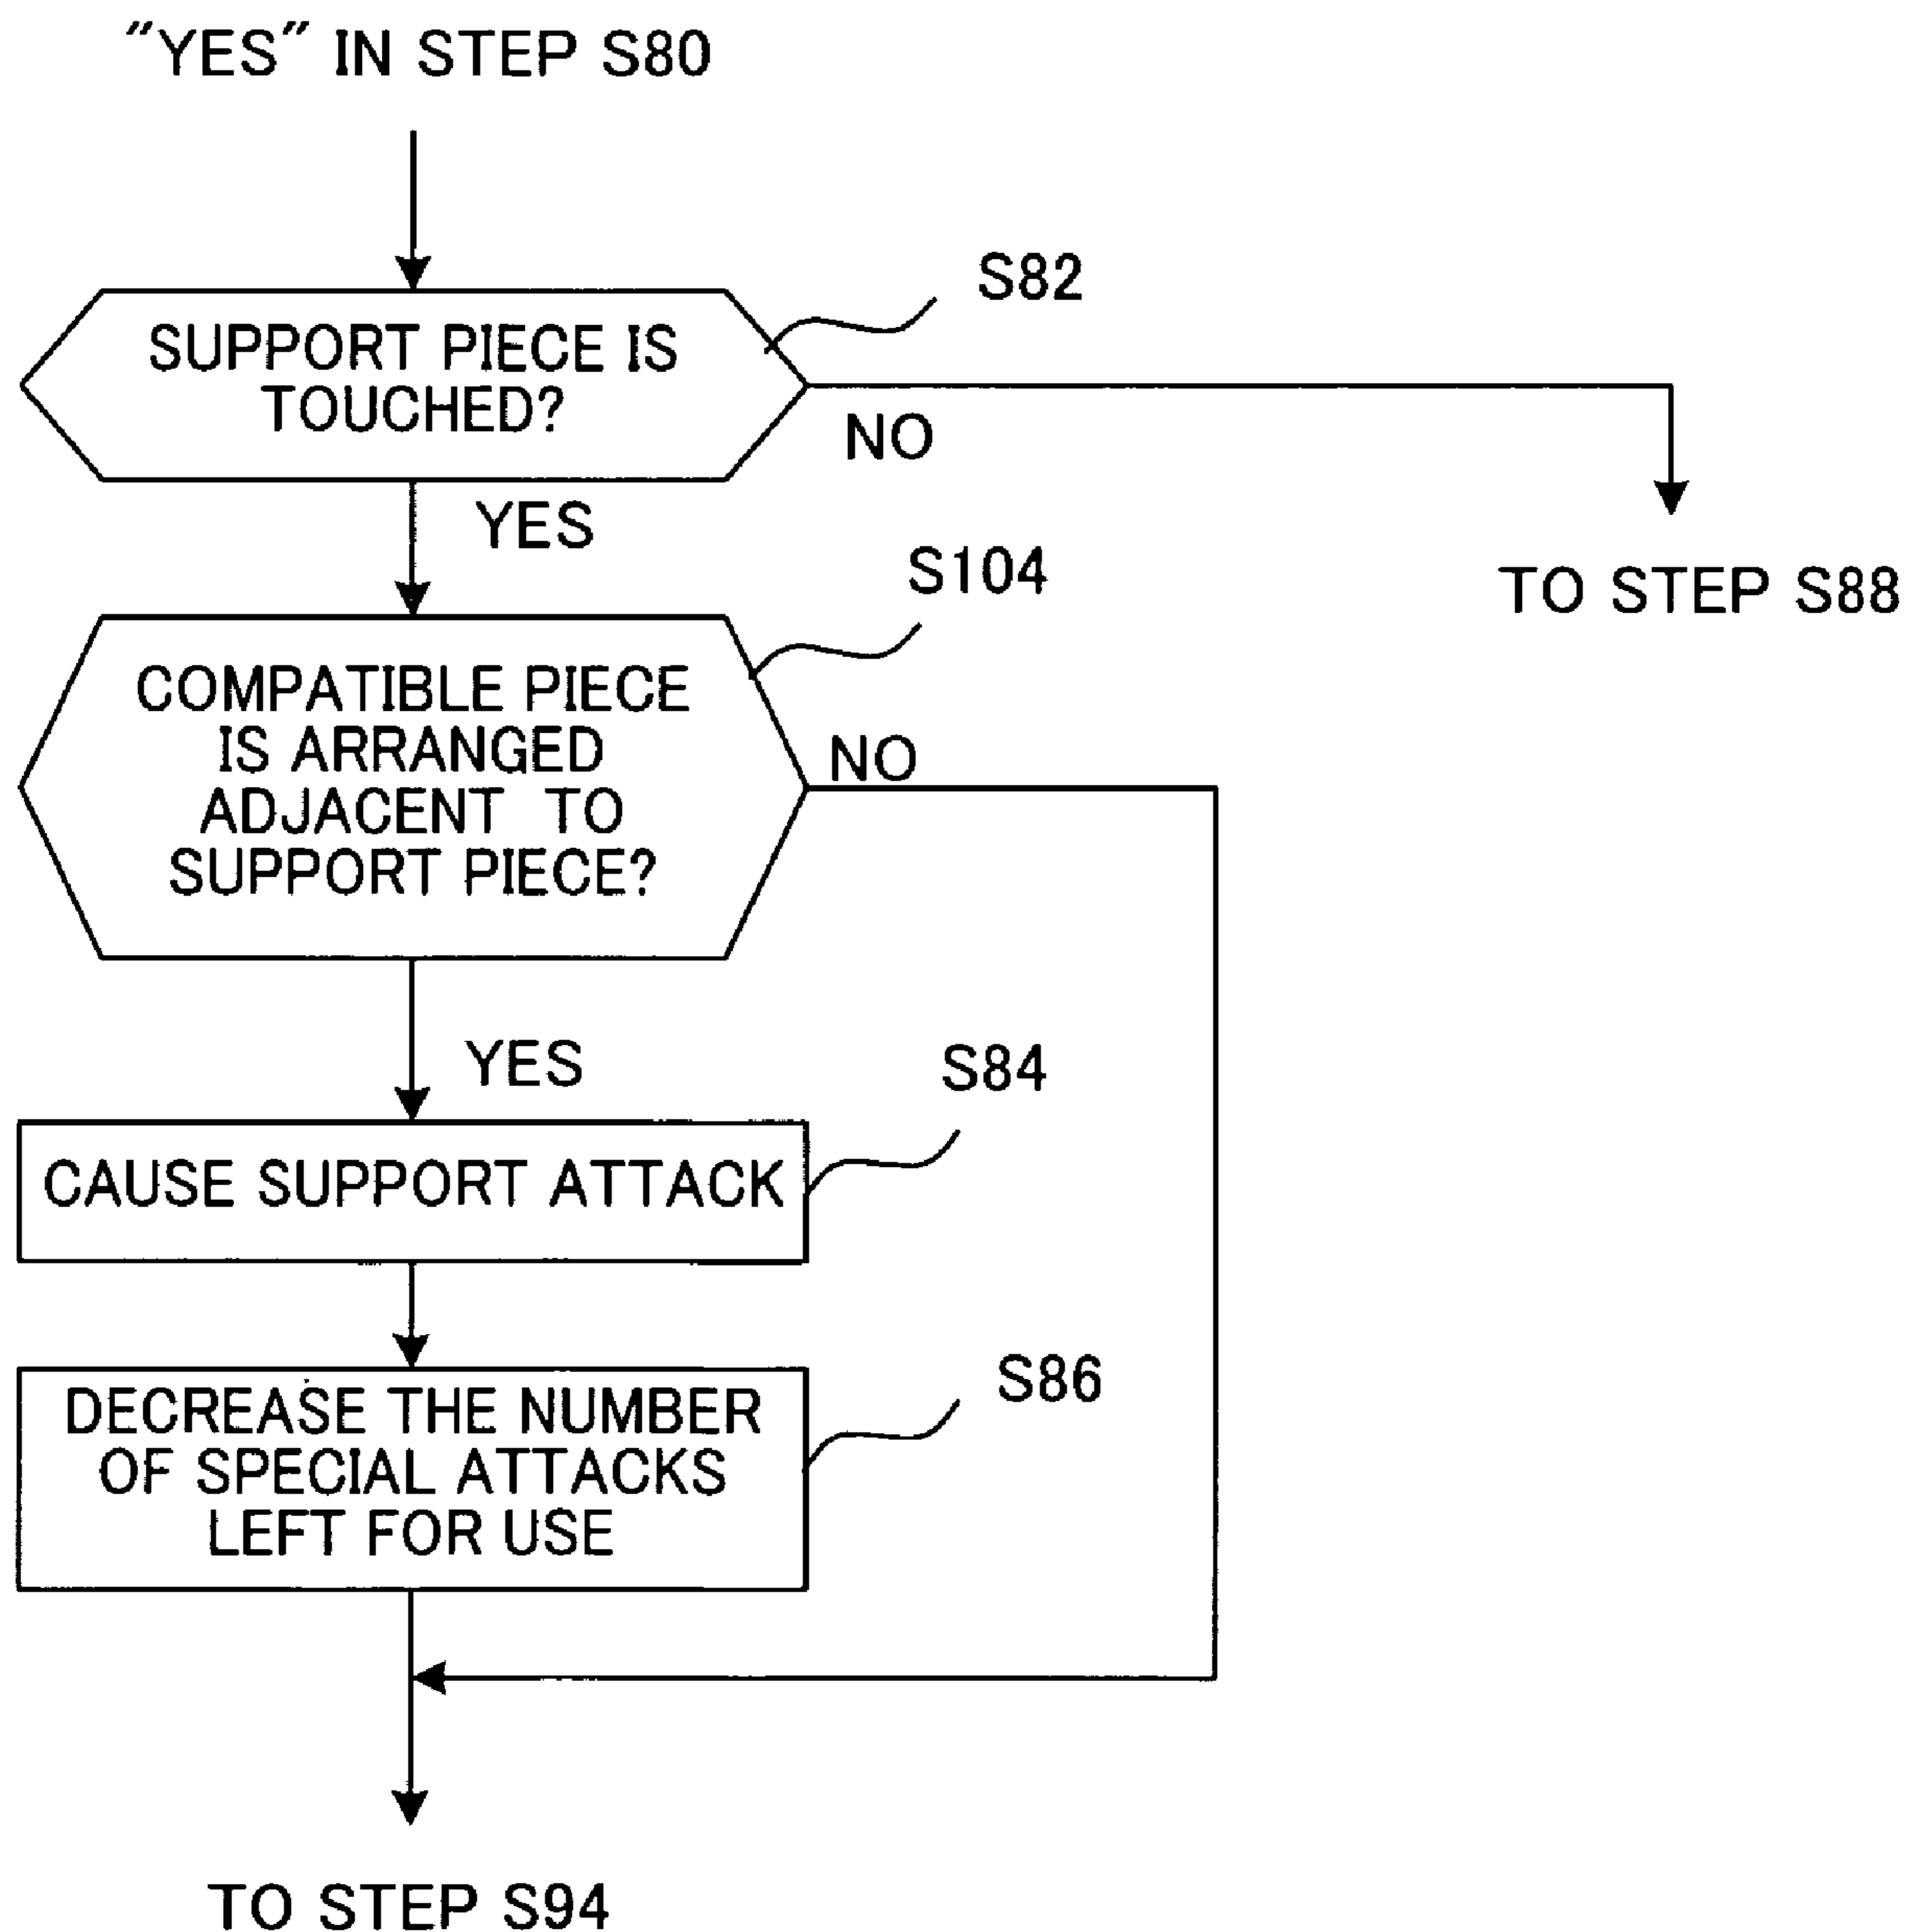 "YES" IN STEP S80
S82
SUPPORT PIECE IS
TOUCHED?
NO
YES
TO STEP S88
S104
COMPATIBLE PIECE
IS ARRANGED
ADJACENT TO
SUPPORT PIECE?
NO
YES
S84
CAUSE SUPPORT ATTACK
S86
DECREASE THE NUMBER
OF SPECIAL ATTACKS
LEFT FOR USE
TO STEP S94